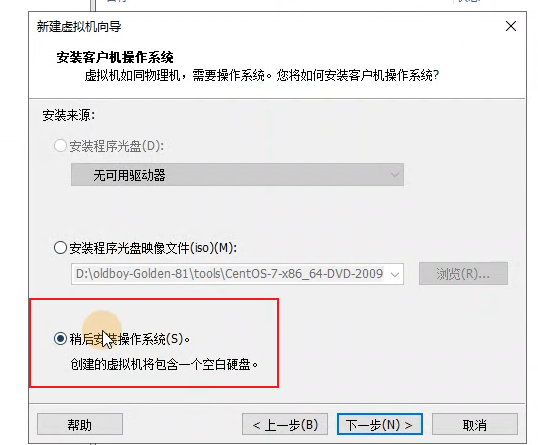 新建虚拟机向导
安装客户机操作系统
虚拟机如同物理机，需要操作系统。您将如何安装客户机操作系统?
安装来源:
安装程序光盘(D):
无可用驱动器
安装程序光盘映像文件(iso)(M):
D:\oldboy-Golden-81\tools\CentOS-7-x86_64-DVD-2009
浏览(R)...
稍后安装操作系统(S)。
创建的虚拟机将包含一个空白硬盘。
帮助
< 上一步(B)
下一步(N) >
取消